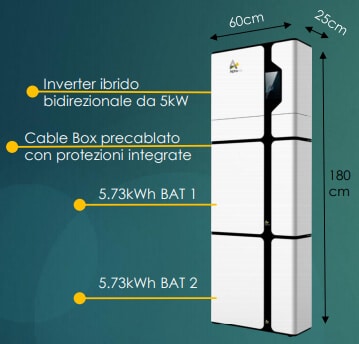 60cm
25cm
Inverter ibrido
bidirezionale da 5kW
Cable Box precablato
con protezioni integrate
180
cm
5.73kWh BAT 1
5.73kWh BAT 2